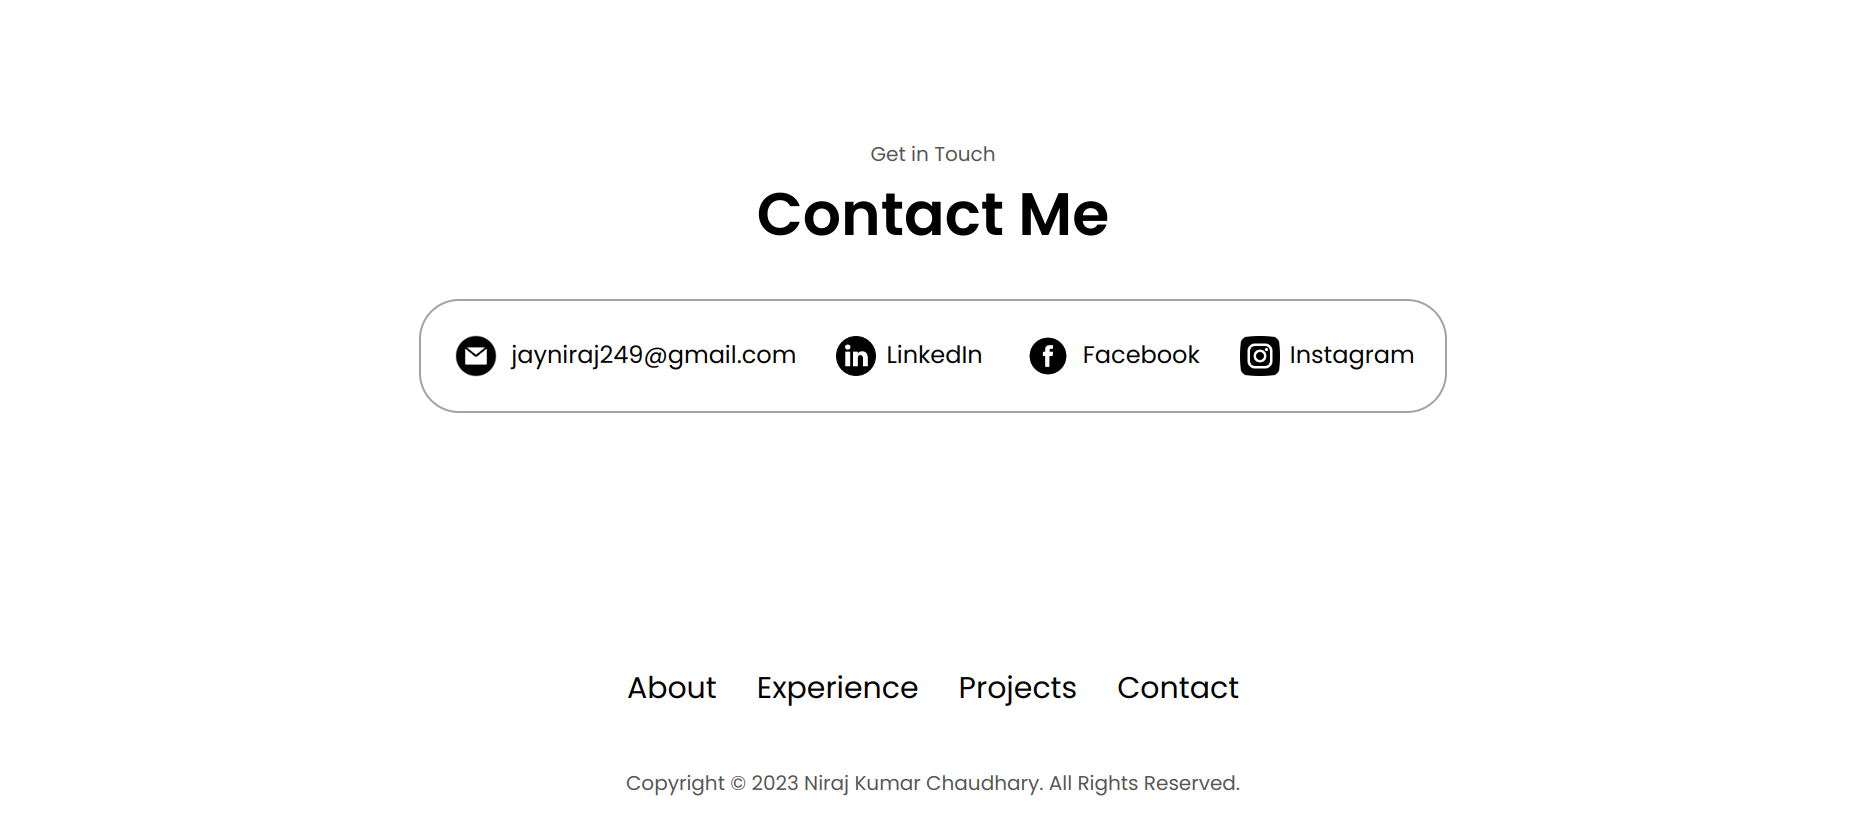 Get in Touch
Contact Me
jayniraj249@gmail.com LinkedIn Facebook Instagram
About Experience Projects Contact
Copyright © 2023 Niraj Kumar Chaudhary. All Rights Reserved.